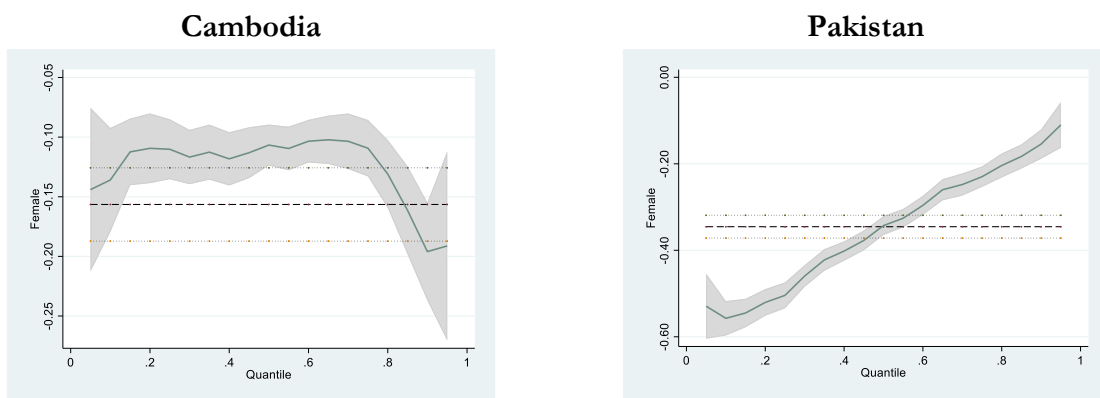 Cambodia
-0.05
-0.10
-0.15
-0.20
-0.25
Female
0 .2 .4 .6 .8 1
Quantile
Pakistan
0.00
-0.20
-0.40
-0.60
Female
0 .2 .4 .6 .8 1
Quantile